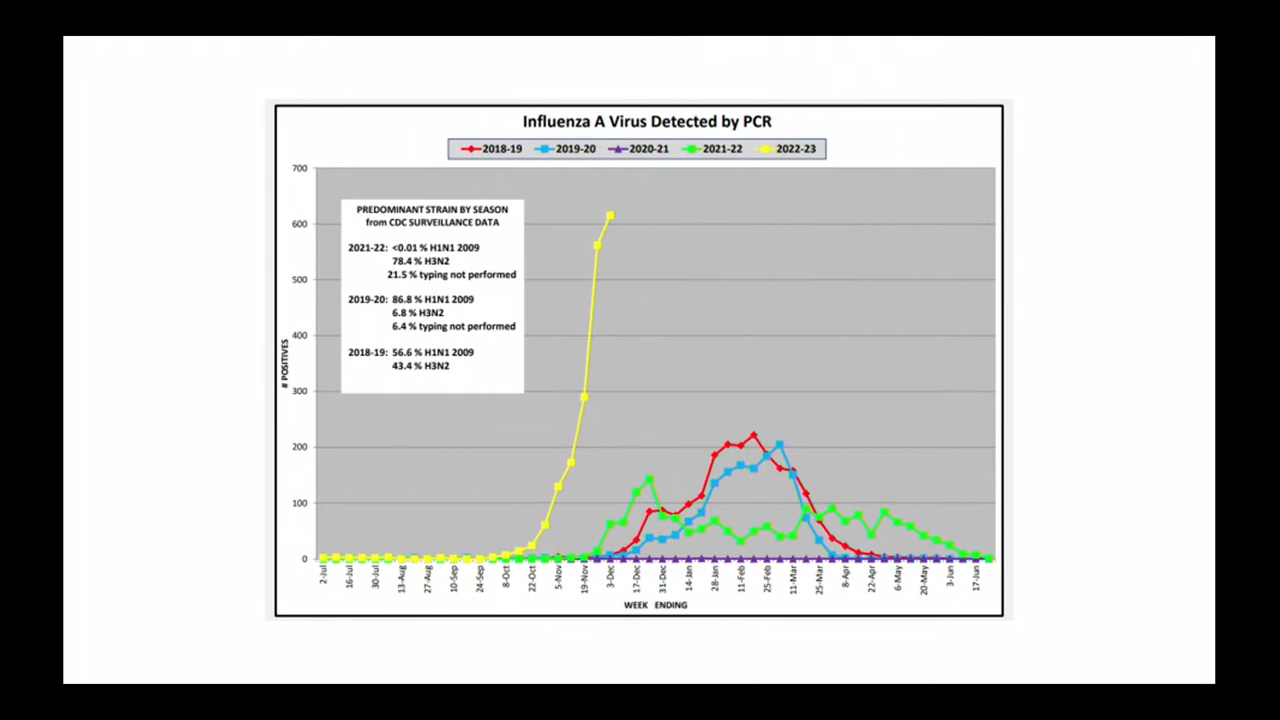 Influenza A Virus Detected by PCR
2018-19 2019-20 2020-21 2021-22 2022-23
700
600
500
400
300
200
100
0
# POSITIVES
PREDOMINANT STRAIN BY SEASON
from CDC SURVEILLANCE DATA
2021-22: <0.01 % H1N1 2009
78.4 % H3N2
21.5 % typing not performed
2019-20: 86.8 % H1N1 2009
6.8 % H3N2
6.4 % typing not performed
2018-19: 56.6 % H1N1 2009
43.4 % H3N2
2-Jul 16-Jul 30-Jul 13-Aug 27-Aug 10-Sep 24-Sep 8-Oct 22-Oct 5-Nov 19-Nov 3-Dec 17-Dec 31-Dec 14-Jan 28-Jan 11-Feb 25-Feb 11-Mar 25-Mar 8-Apr 22-Apr 6-May 20-May 3-Jun 17-Jun
WEEK ENDING